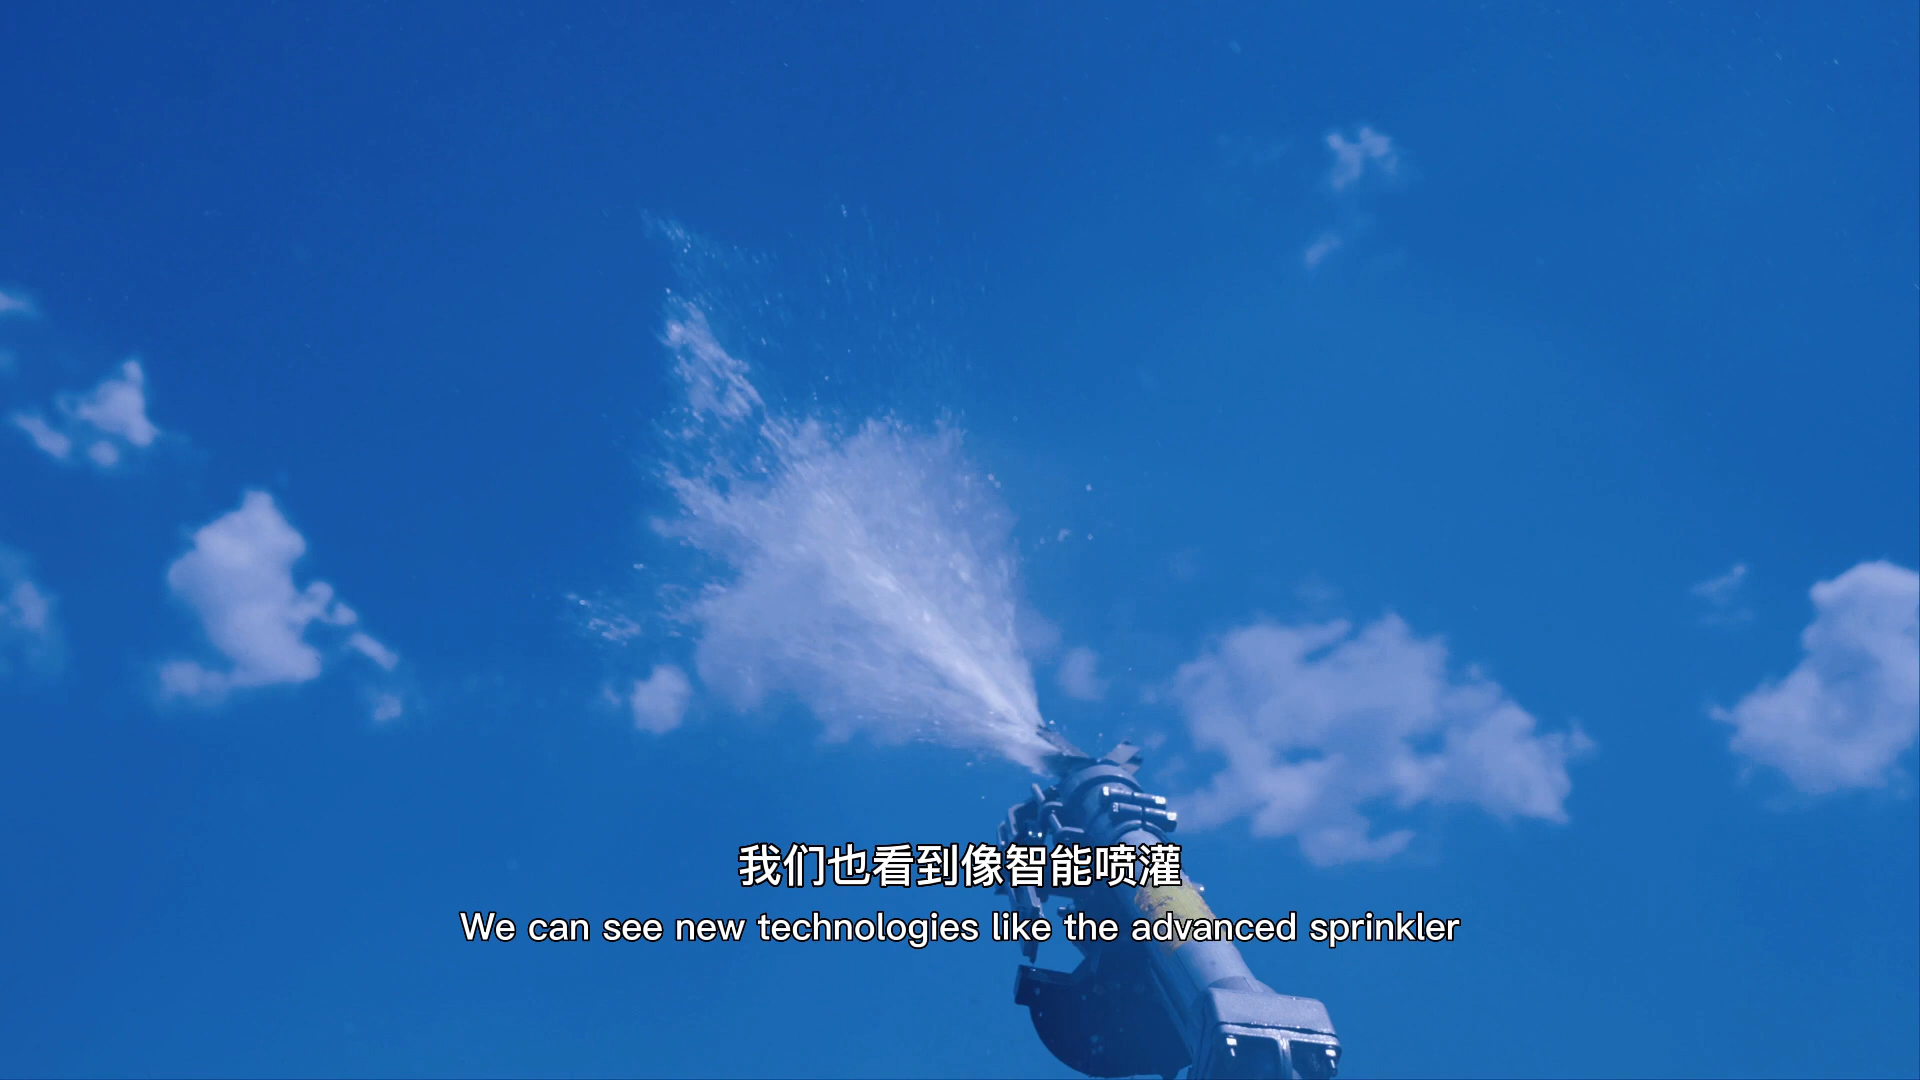 我们也看到像智能喷灌
We can see new technologies like the advanced sprinkler